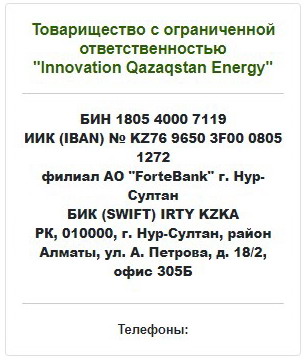 Товарищество с ограниченной
ответственностью
"Innovation Qazaqstan Energy"
БИН 1805 4000 7119
ИИК (IBAN) № KZ76 9650 3F00 0805
1272
филиал АО "ForteBank" г. Нур-
Султан
БИК (SWIFT) IRTY KZKA
РК, 010000, г. Нур-Султан, район
Алматы, ул. А. Петрова, д. 18/2,
офис 305Б
Телефоны: